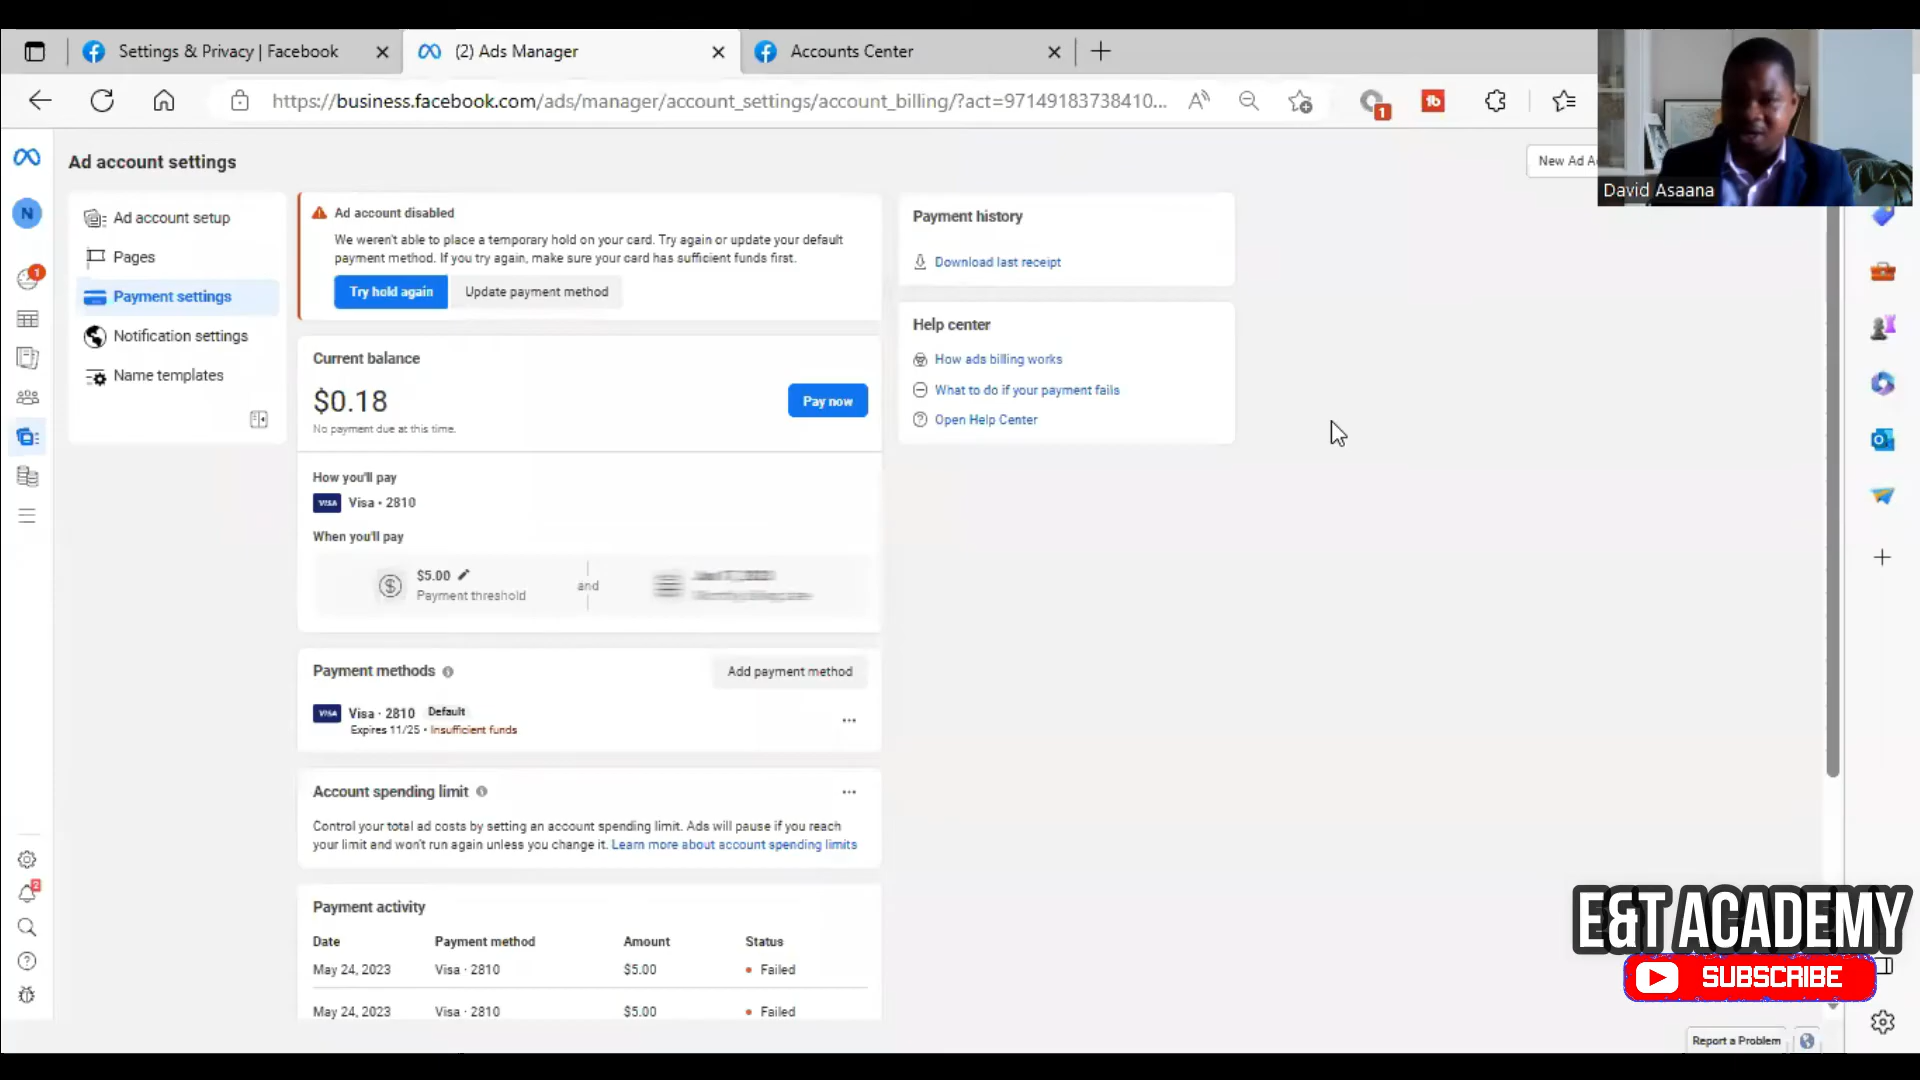 Settings & Privacy | Facebook
(2) Ads Manager
Accounts Center
https://business.facebook.com/ads/manager/account_settings/account_billing/?act=97149183738410...
1
David Asaana
Ad account settings
New Ad A
N
1
Ad account setup
Pages
Payment settings
Notification settings
Name templates
Ad account disabled
We weren't able to place a temporary hold on your card. Try again or update your default
payment method. If you try again, make sure your card has sufficient funds first.
Try hold again
Update payment method
Current balance
$0.18
Pay now
No payment due at this time.
How you'll pay
VISA
Visa · 2810
When you'll pay
$5.00
Payment threshold
and
Payment methods
Add payment method
VISA
Visa · 2810
Default
Expires 11/25 · Insufficient funds
Account spending limit
Control your total ad costs by setting an account spending limit. Ads will pause if you reach
your limit and won't run again unless you change it. Learn more about account spending limits
Payment activity
Date Payment method Amount Status
May 24, 2023 Visa · 2810 $5.00 Failed
May 24, 2023 Visa · 2810 $5.00 Failed
Payment history
Download last receipt
Help center
How ads billing works
What to do if your payment fails
Open Help Center
2
E&T ACADEMY
SUBSCRIBE
Report a Problem